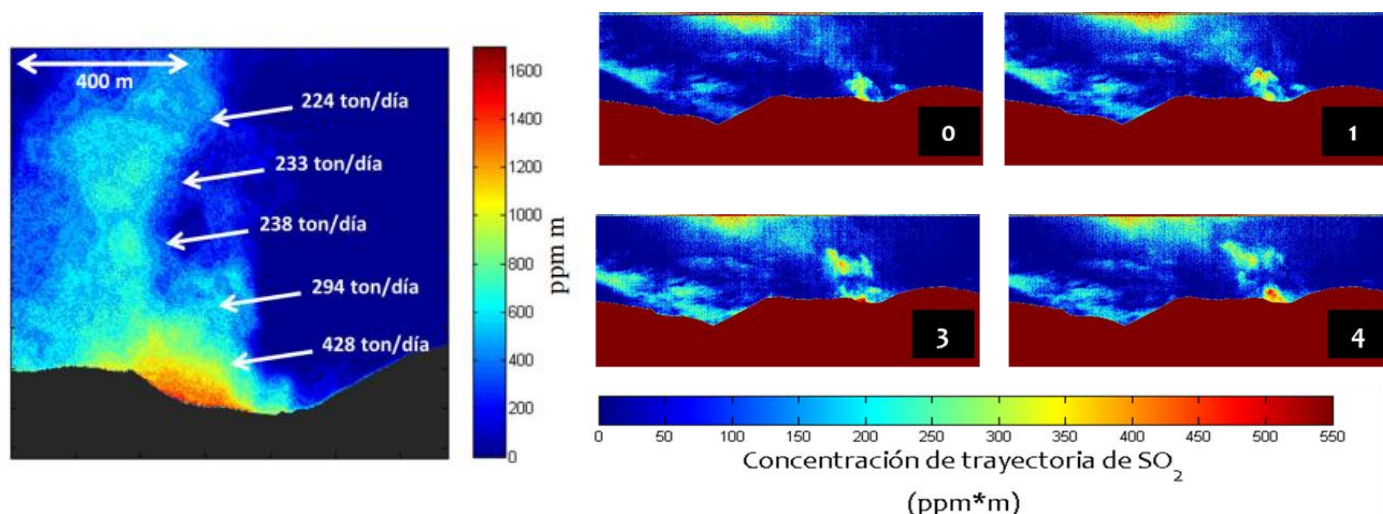 400 m
224 ton/día
233 ton/día
238 ton/día
294 ton/día
428 ton/día
1600
1400
1200
1000
800
600
400
200
0
ppm m
0
1
3
4
0 50 100 150 200 250 300 350 400 450 500 550
Concentración de trayectoria de SO₂
(ppm*m)